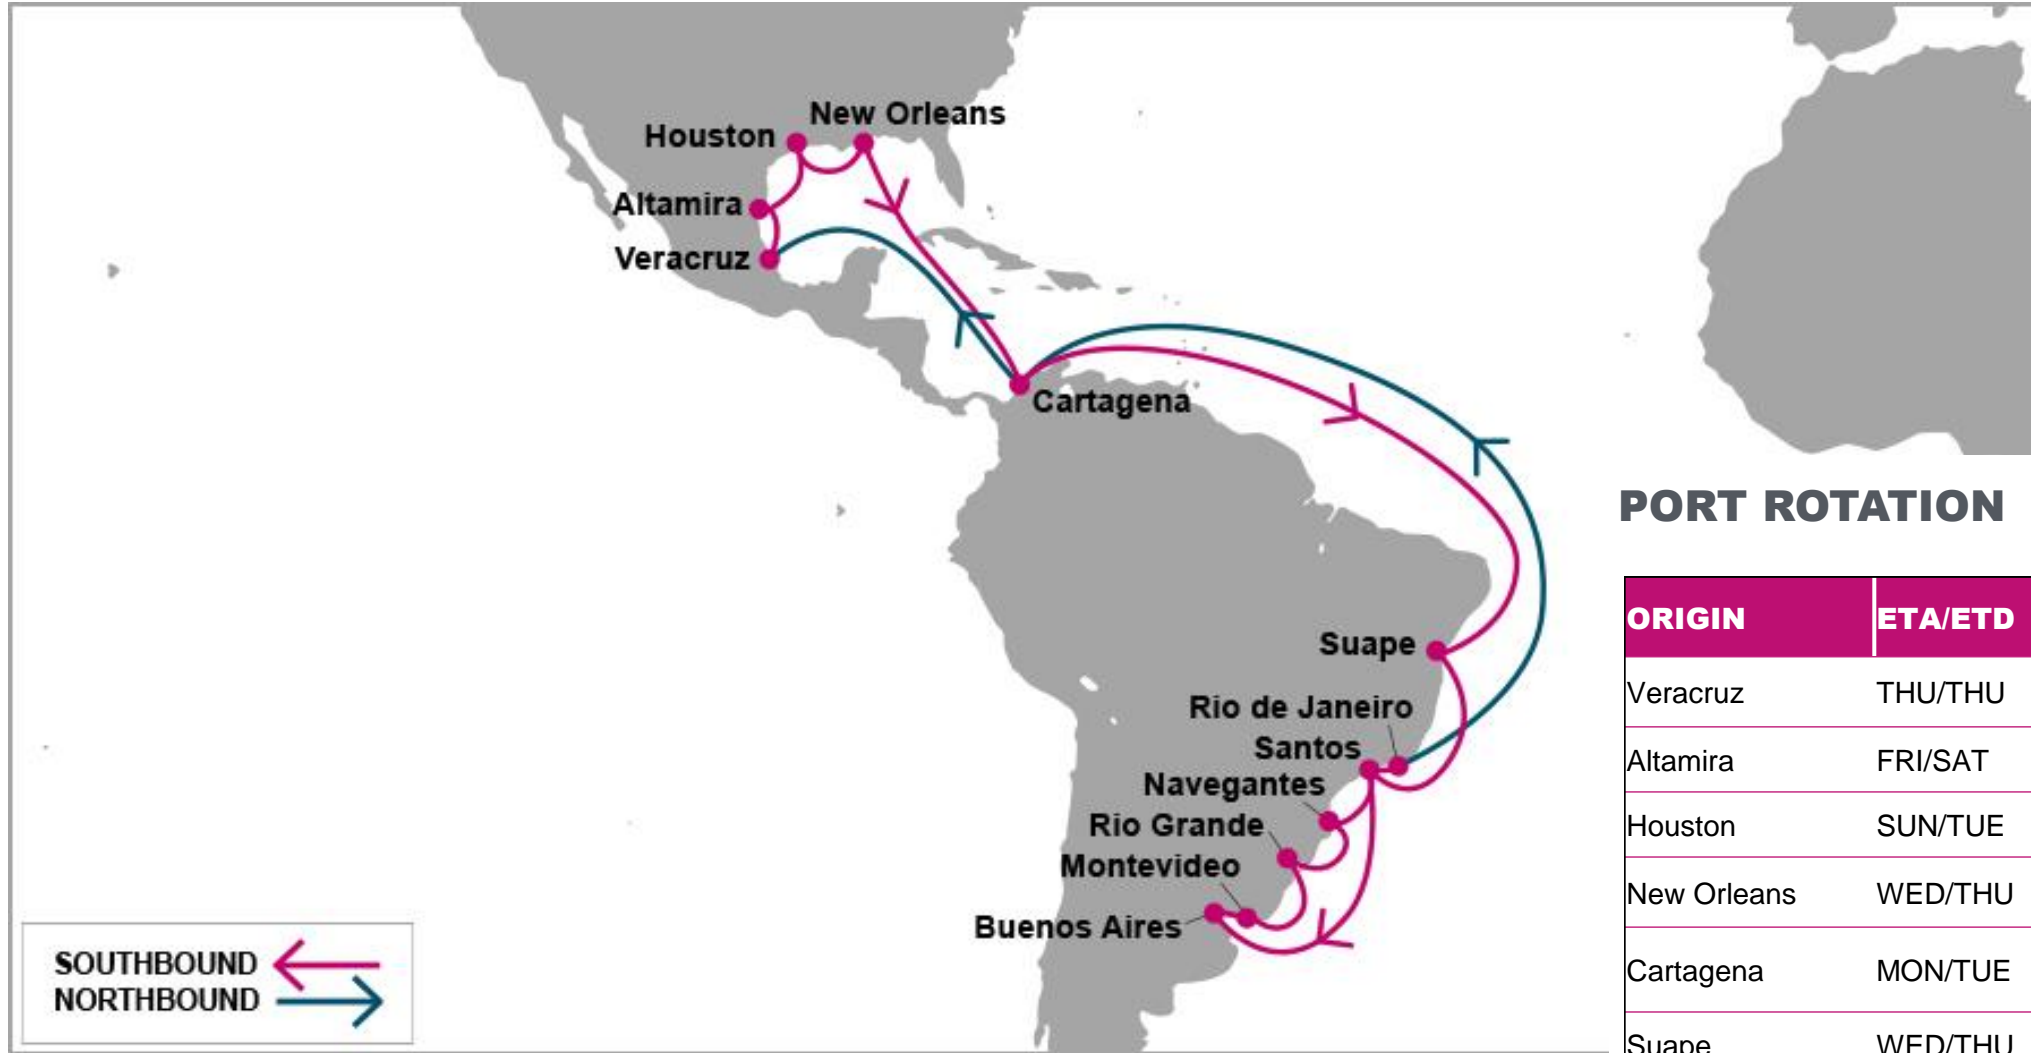 New Orleans
Houston
Altamira
Veracruz
Cartagena
Suape
Rio de Janeiro
Santos
Navegantes
Rio Grande
Montevideo
Buenos Aires
SOUTHBOUND
NORTHBOUND
PORT ROTATION
ORIGIN ETA/ETD
Veracruz THU/THU
Altamira FRI/SAT
Houston SUN/TUE
New Orleans WED/THU
Cartagena MON/TUE
Suape WED/THU